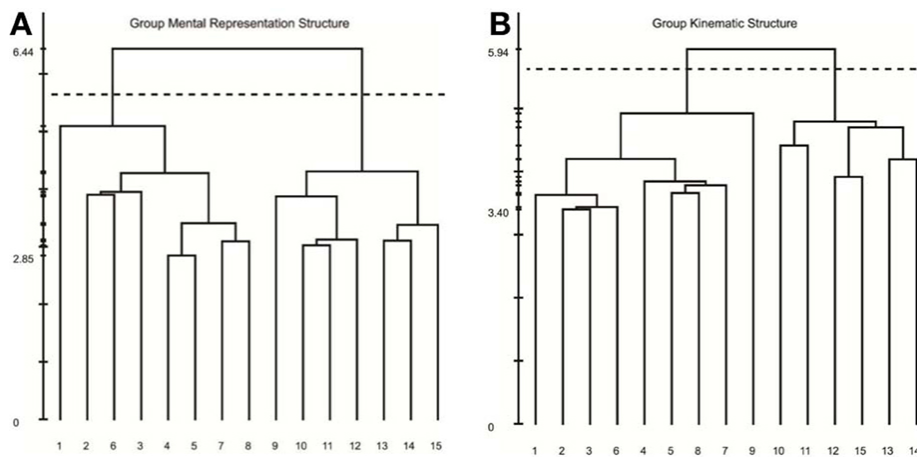 A
Group Mental Representation Structure
6.44
2.85
0
1 2 6 3 4 5 7 8 9 10 11 12 13 14 15
B
Group Kinematic Structure
5.94
3.40
0
1 2 3 6 4 5 8 7 9 10 11 12 15 13 14